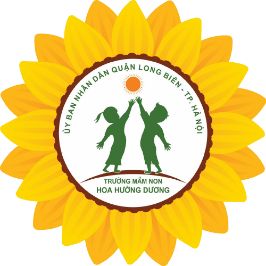 ỦY BAN NHÂN DÂN QUẬN LONG BIÊN - TP. HÀ NỘI
TRƯỜNG MẦM NON
HOA HƯỚNG DƯƠNG